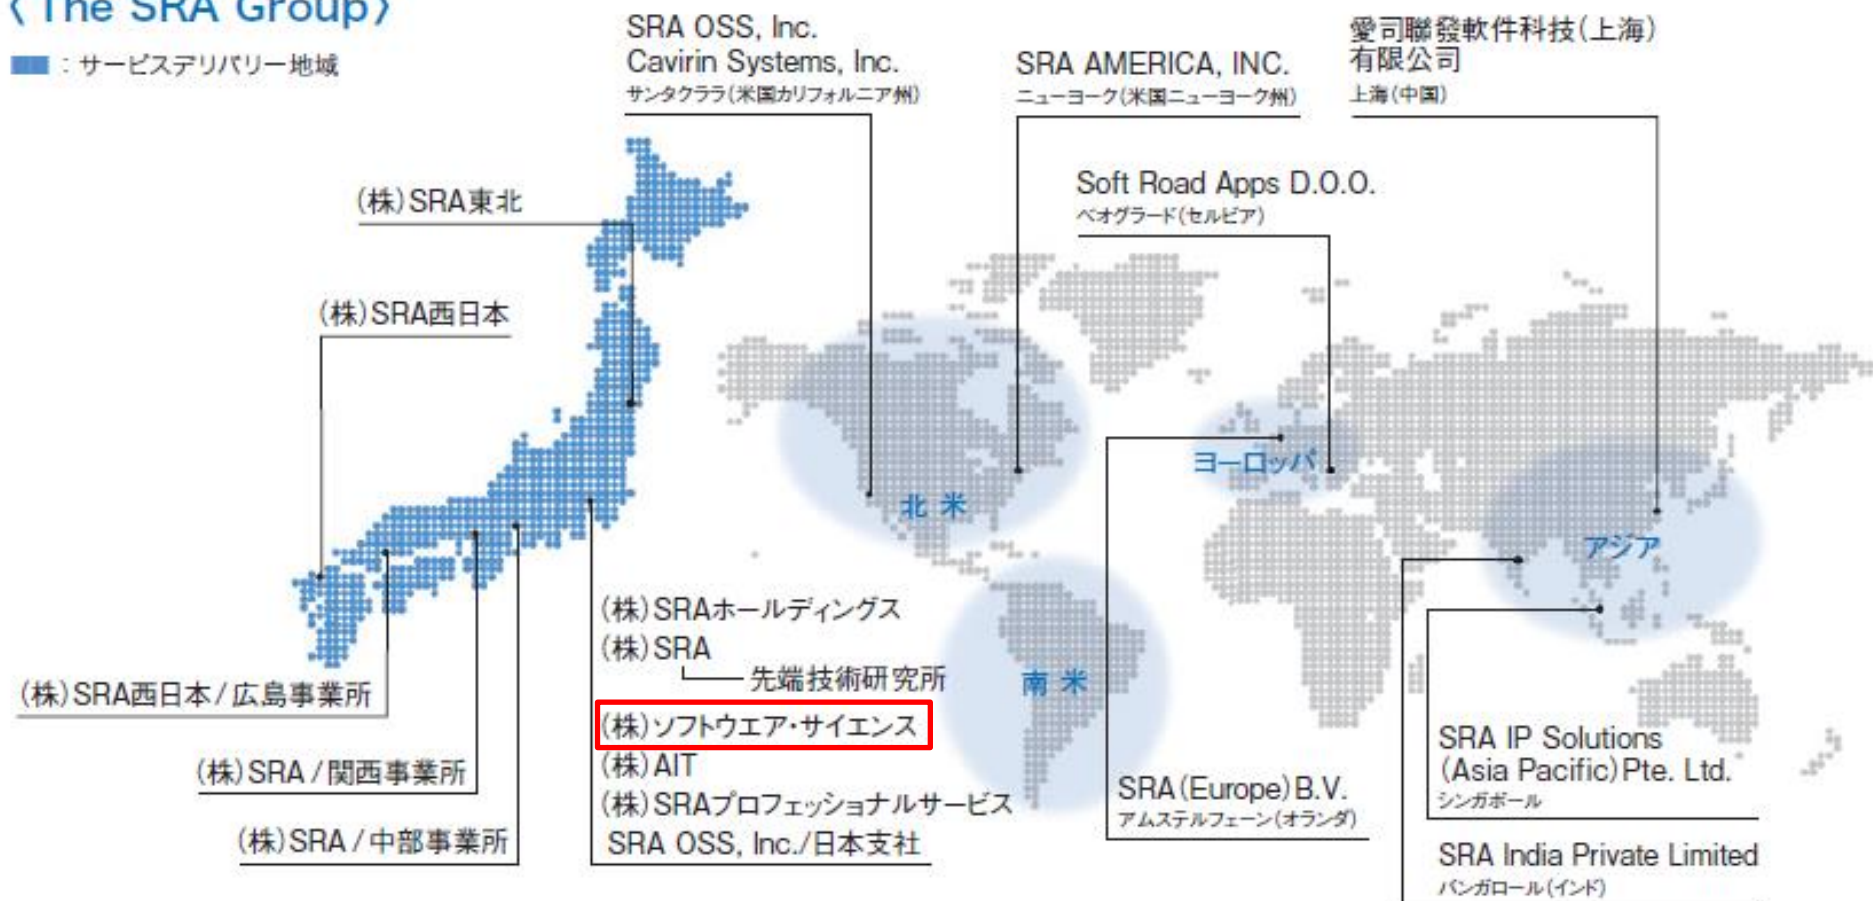 〈The SRA Group〉
：サービスデリバリー地域
SRA OSS, Inc.
Cavirin Systems, Inc.
サンタクララ（米国カリフォルニア州）
SRA AMERICA, INC.
ニューヨーク（米国ニューヨーク州）
愛司聯發軟件科技（上海）
有限公司
上海（中国）
Soft Road Apps D.O.O.
ベオグラード（セルビア）
（株）SRA東北
（株）SRA西日本
ヨーロッパ
北米
アジア
南米
（株）SRAホールディングス
（株）SRA
先端技術研究所
（株）ソフトウエア・サイエンス
（株）AIT
（株）SRAプロフェッショナルサービス
SRA OSS, Inc./日本支社
（株）SRA西日本/広島事業所
（株）SRA/関西事業所
（株）SRA/中部事業所
SRA（Europe）B.V.
アムステルフェーン（オランダ）
SRA IP Solutions
（Asia Pacific）Pte. Ltd.
シンガポール
SRA India Private Limited
バンガロール（インド）